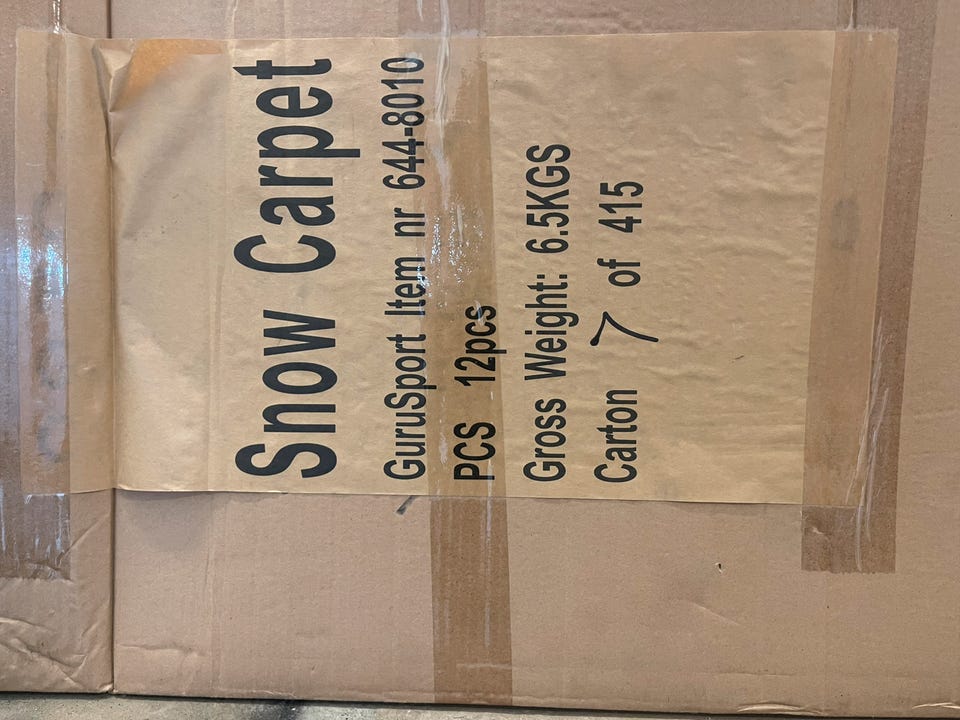 Snow Carpet
GuruSport Item nr 644-8010
PCS 12pcs
Gross Weight: 6.5KGS
Carton 7 of 415